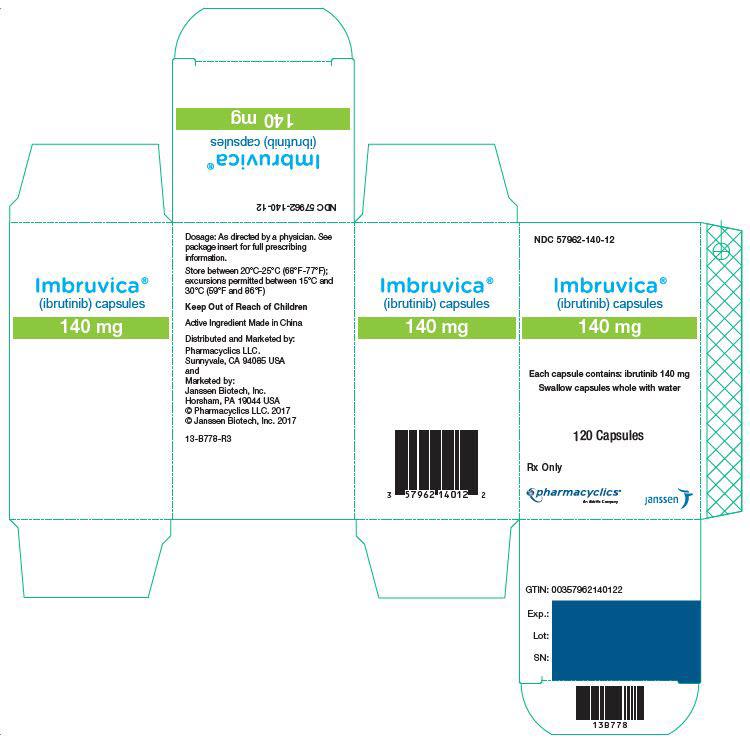 NDC 57962-140-12
Imbruvica®
(ibrutinib) capsules
140 mg
Imbruvica®
(ibrutinib) capsules
140 mg
Dosage: As directed by a physician. See
package insert for full prescribing
information.
Store between 20°C-25°C (68°F-77°F);
excursions permitted between 15°C and
30°C (59°F and 86°F)
Keep Out of Reach of Children
Active Ingredient Made in China
Distributed and Marketed by:
Pharmacyclics LLC.
Sunnyvale, CA 94085 USA
and
Marketed by:
Janssen Biotech, Inc.
Horsham, PA 19044 USA
© Pharmacyclics LLC. 2017
© Janssen Biotech, Inc. 2017
13-B778-R3
Imbruvica®
(ibrutinib) capsules
140 mg
3 57962 14012 2
NDC 57962-140-12
Imbruvica®
(ibrutinib) capsules
140 mg
Each capsule contains: ibrutinib 140 mg
Swallow capsules whole with water
120 Capsules
Rx Only
pharmacyclics®
An AbbVie Company
janssen
GTIN: 00357962140122
Exp.:
Lot:
SN:
13B778